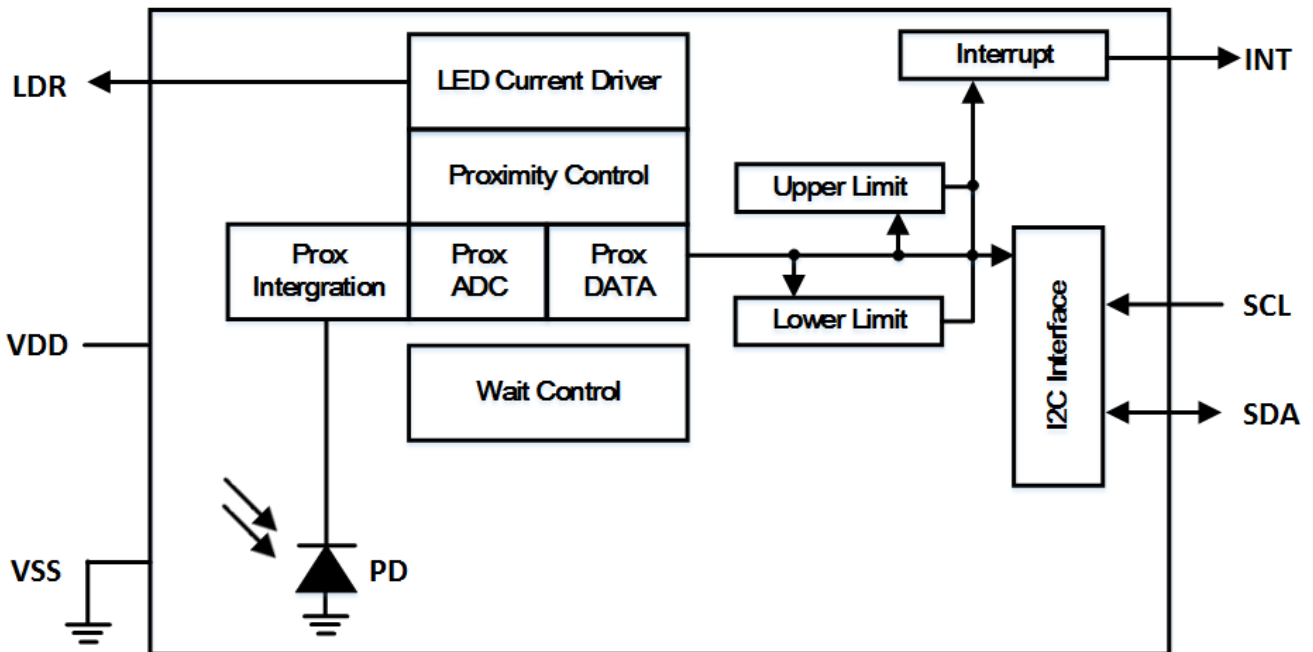 LED Current Driver
Interrupt
INT
LDR
Proximity Control
Upper Limit
Prox
Intergration
Prox
ADC
Prox
DATA
Lower Limit
I2C Interface
SCL
VDD
Wait Control
SDA
VSS
PD